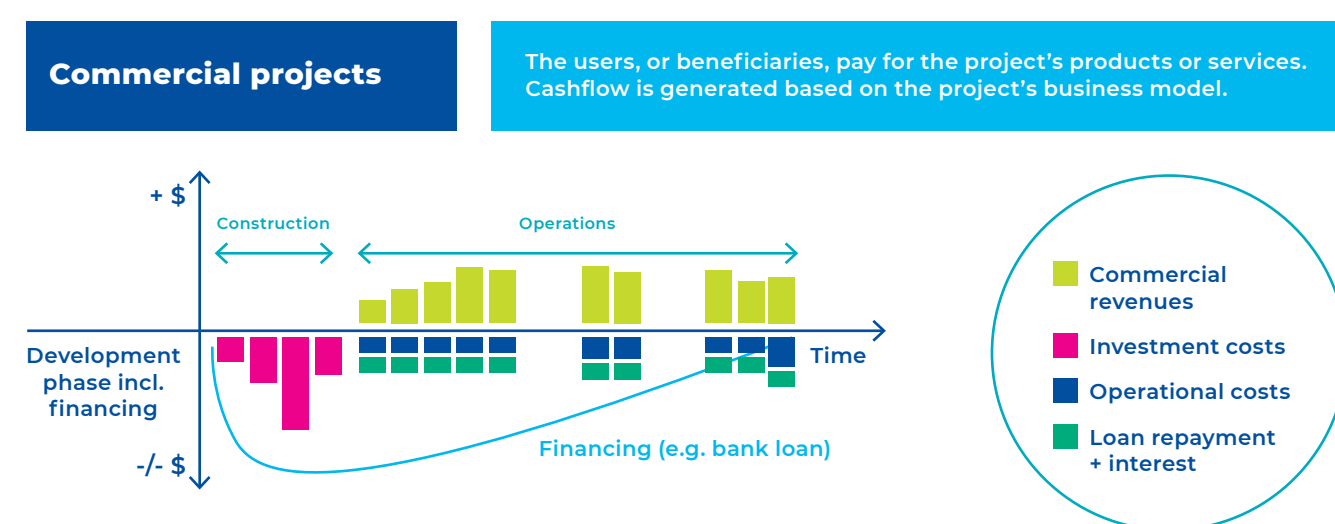 Commercial projects
The users, or beneficiaries, pay for the project's products or services.
Cashflow is generated based on the project's business model.
+ $
Construction
Operations
Development
phase incl.
financing
Time
-/- $
Financing (e.g. bank loan)
Commercial
revenues
Investment costs
Operational costs
Loan repayment
+ interest